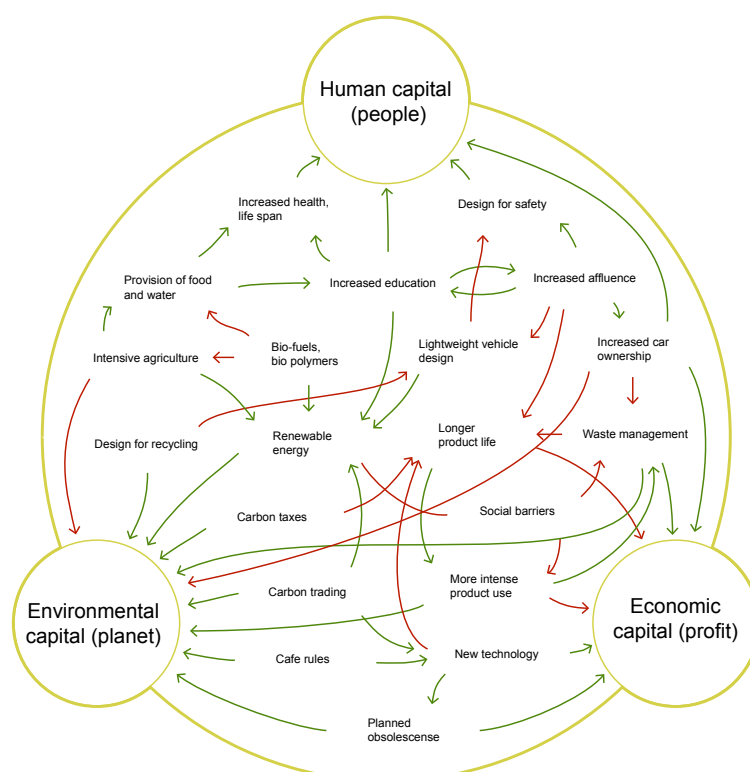 Human capital
(people)
Increased health,
life span
Design for safety
Provision of food
and water
Increased education
Increased affluence
Intensive agriculture
Bio-fuels,
bio polymers
Lightweight vehicle
design
Increased car
ownership
Design for recycling
Renewable
energy
Longer
product life
Waste management
Carbon taxes
Social barriers
Environmental
capital (planet)
Carbon trading
More intense
product use
Economic
capital (profit)
Cafe rules
New technology
Planned
obsolescense